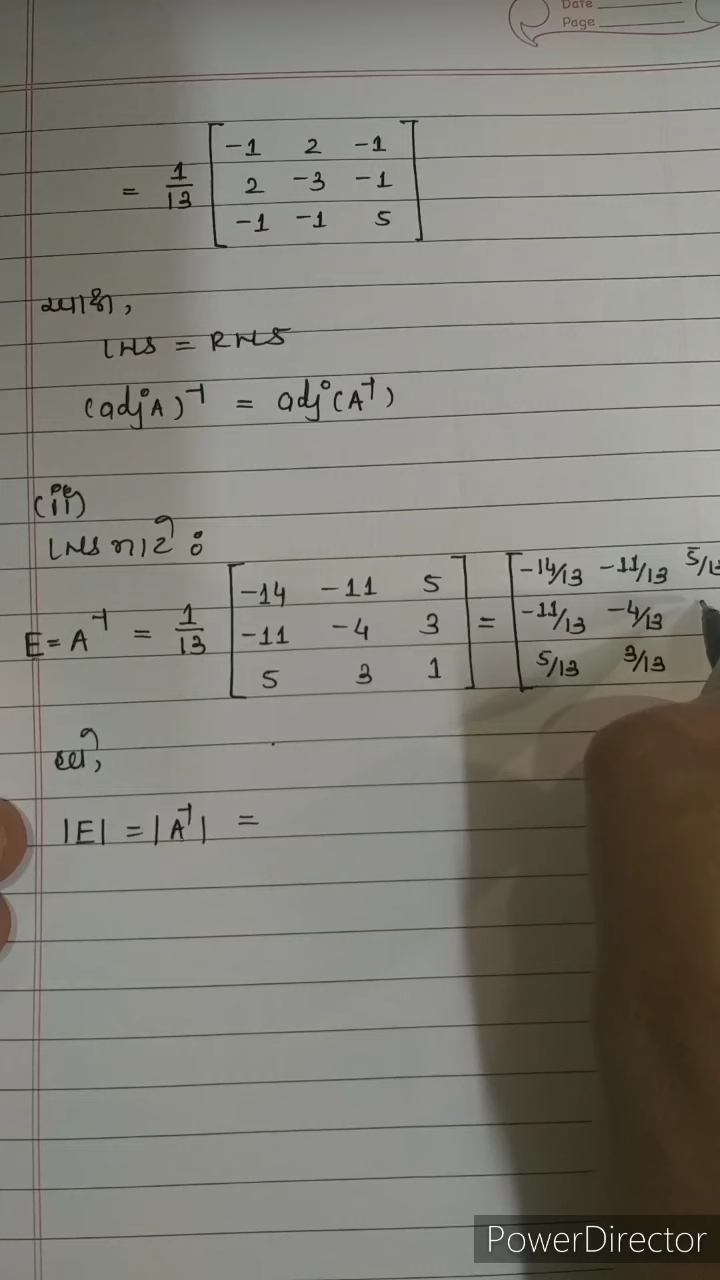 Date
Page
= 1/13 [ -1 2 -1
2 -3 -1
-1 -1 5 ]
LHS = RHS
(adjA)⁻¹ = adj(A⁻¹)
(ii)
LHS માટે :
E = A⁻¹ = 1/13 [ -14 -11 5
-11 -4 3
5 3 1 ] = [ -14/13 -11/13 5/13
-11/13 -4/13
5/13 3/13
હવે,
|E| = |A⁻¹| =
PowerDirector